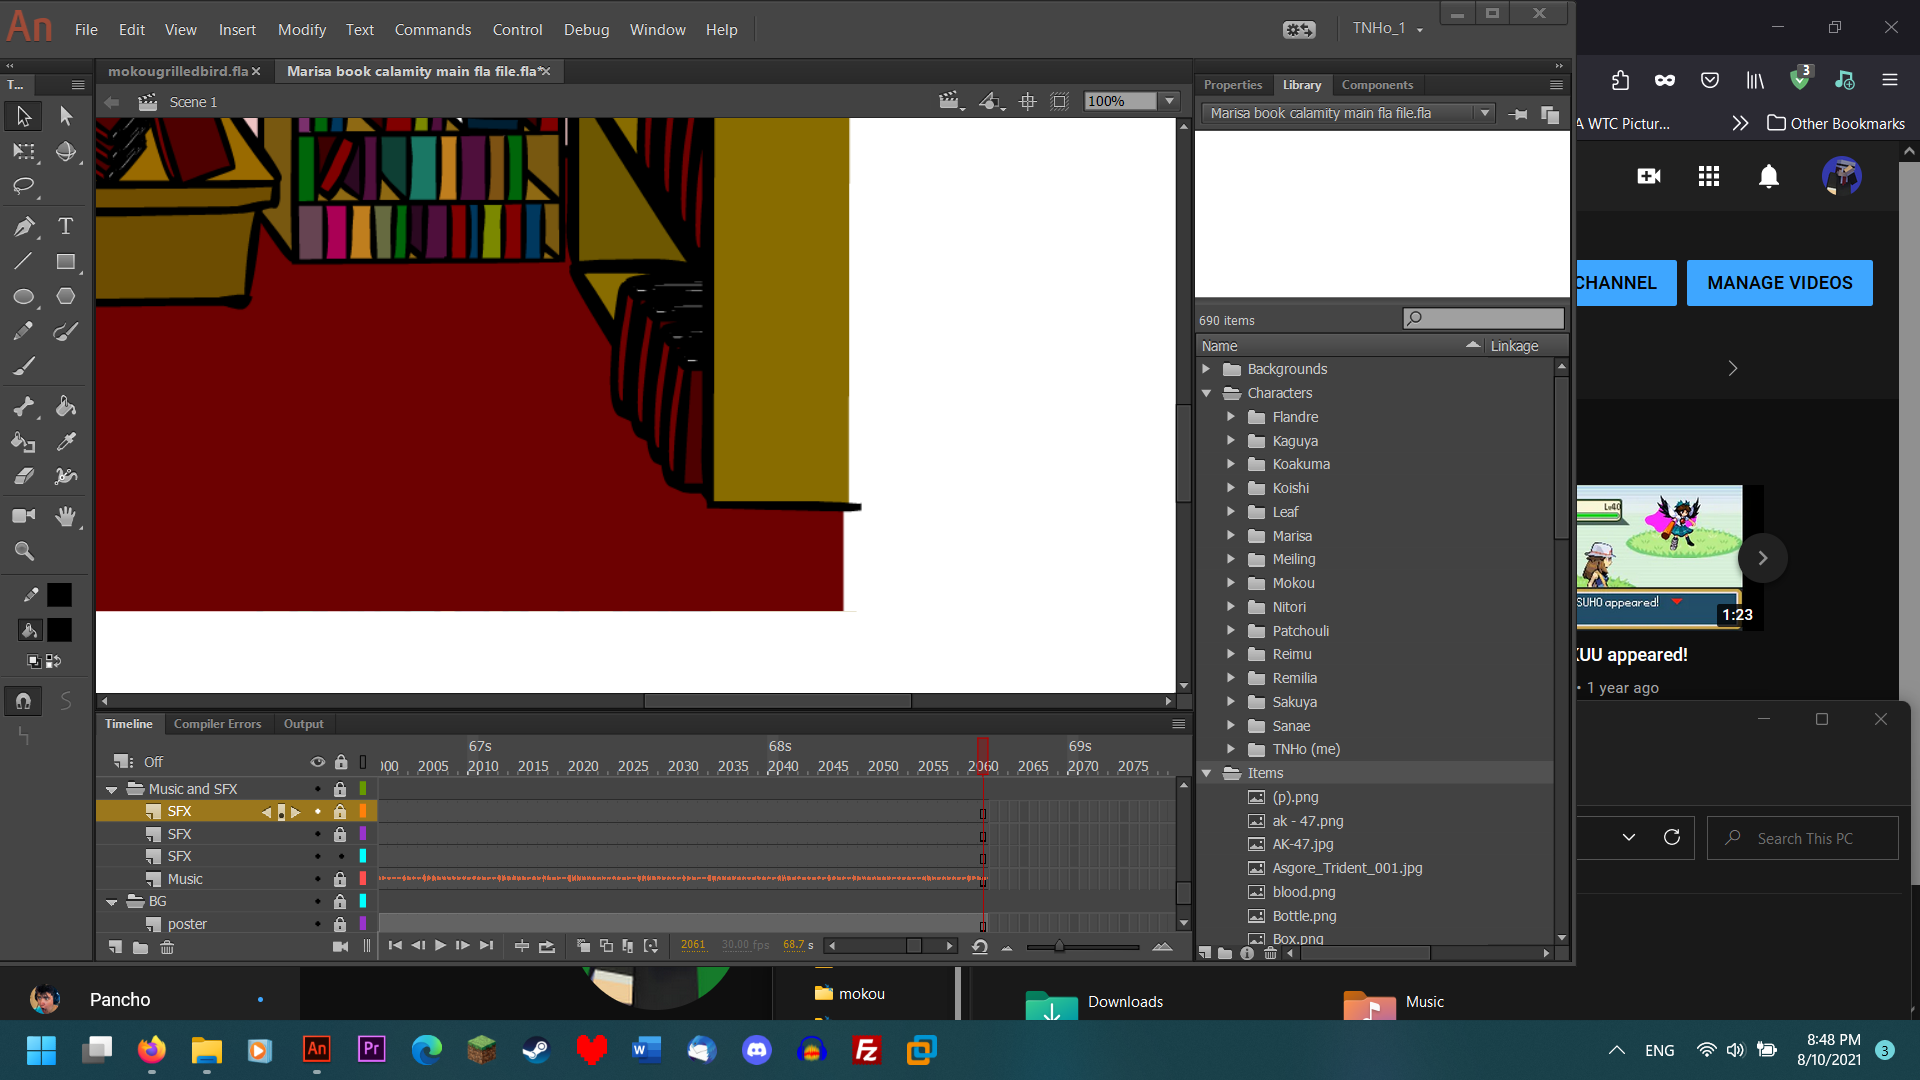 An File Edit View Insert Modify Text Commands Control Debug Window Help TNHo_1
T...
mokougrilledbird.fla Marisa book calamity main fla file.fla*
Scene 1 100%
Properties Library Components
Marisa book calamity main fla file.fla
690 items
Name Linkage
Backgrounds
Characters
Flandre
Kaguya
Koakuma
Koishi
Leaf
Marisa
Meiling
Mokou
Nitori
Patchouli
Reimu
Remilia
Sakuya
Sanae
TNHo (me)
Items
(p).png
ak - 47.png
AK-47.jpg
Asgore_Trident_001.jpg
blood.png
Bottle.png
Box.png
Timeline Compiler Errors Output
67s 68s 69s
Off 000 2005 2010 2015 2020 2025 2030 2035 2040 2045 2050 2055 2060 2065 2070 2075
Music and SFX
SFX
SFX
SFX
Music
BG
poster
2061 30.00 fps 68.7 s
3
A WTC Pictur... Other Bookmarks
CHANNEL MANAGE VIDEOS
Lv40
SUHO appeared!
1:23
KUU appeared!
• 1 year ago
Search This PC
Pancho
mokou
Downloads
Music
An Pr W Fz
ENG
8:48 PM
8/10/2021
3